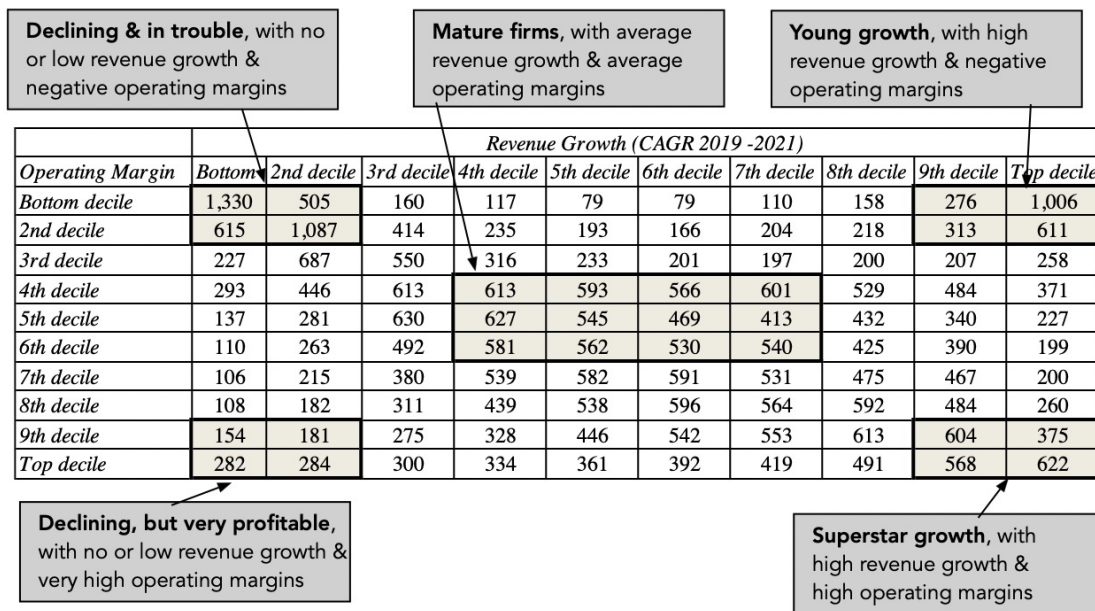 Declining & in trouble, with no
or low revenue growth &
negative operating margins
Mature firms, with average
revenue growth & average
operating margins
Young growth, with high
revenue growth & negative
operating margins
Revenue Growth (CAGR 2019 -2021)
Operating Margin Bottom 2nd decile 3rd decile 4th decile 5th decile 6th decile 7th decile 8th decile 9th decile Top decile
Bottom decile 1,330 505 160 117 79 79 110 158 276 1,006
2nd decile 615 1,087 414 235 193 166 204 218 313 611
3rd decile 227 687 550 316 233 201 197 200 207 258
4th decile 293 446 613 613 593 566 601 529 484 371
5th decile 137 281 630 627 545 469 413 432 340 227
6th decile 110 263 492 581 562 530 540 425 390 199
7th decile 106 215 380 539 582 591 531 475 467 200
8th decile 108 182 311 439 538 596 564 592 484 260
9th decile 154 181 275 328 446 542 553 613 604 375
Top decile 282 284 300 334 361 392 419 491 568 622
Declining, but very profitable,
with no or low revenue growth &
very high operating margins
Superstar growth, with
high revenue growth &
high operating margins